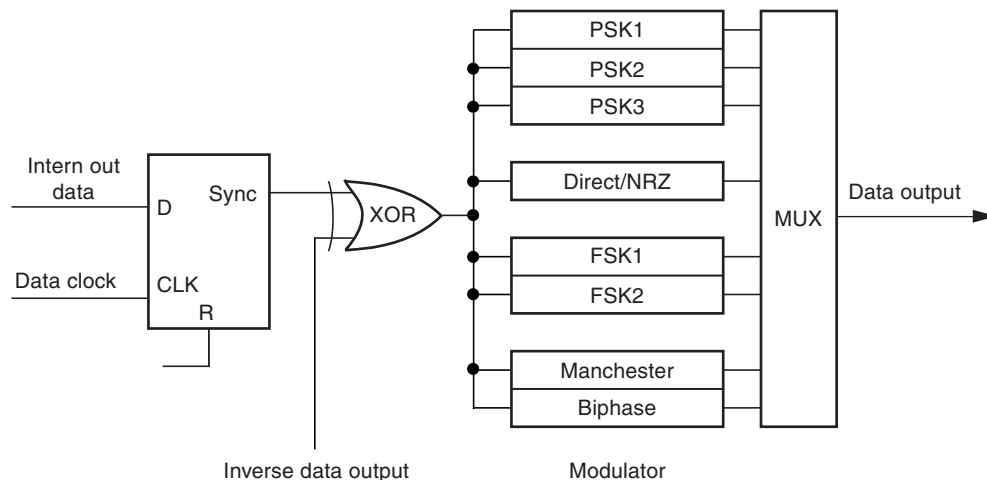 PSK1
PSK2
PSK3
Intern out
data
Sync
D
XOR
Direct/NRZ
MUX
Data output
Data clock
CLK
R
FSK1
FSK2
Manchester
Biphase
Inverse data output
Modulator